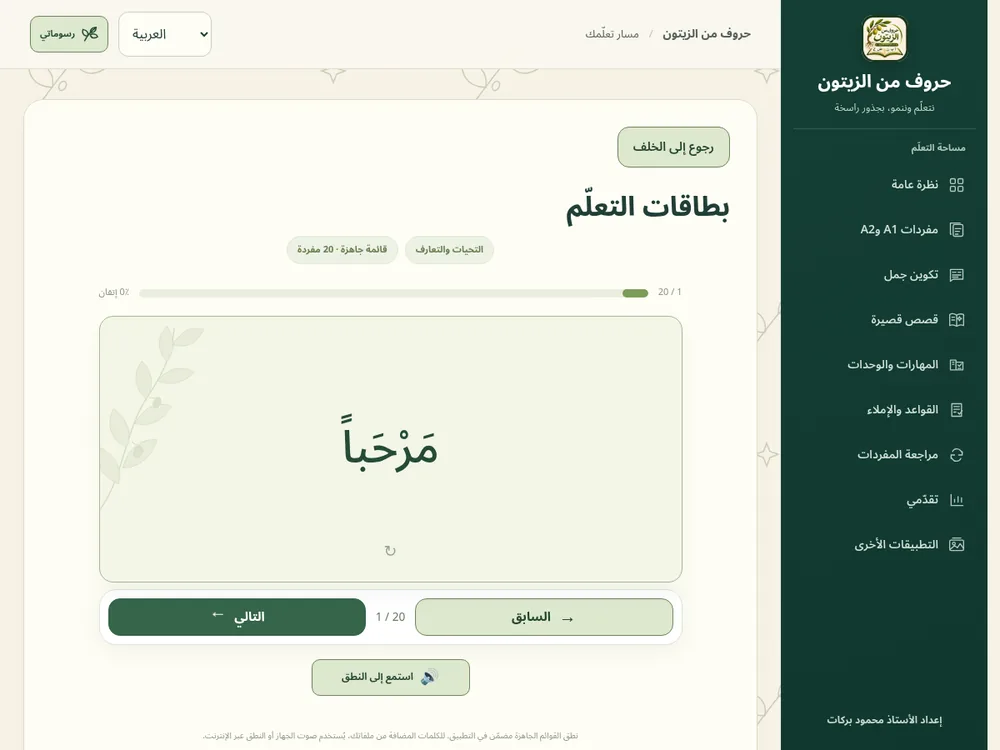 حروف من الزيتون
نتعلّم وننمو، بجذور راسخة
مساحة التعلّم
نظرة عامة
مفردات A1 وA2
تكوين جمل
قصص قصيرة
المهارات والوحدات
القواعد والإملاء
مراجعة المفردات
تقدّمي
التطبيقات الأخرى
إعداد الأستاذ محمود بركات
حروف من الزيتون / مسار تعلّمك
العربية
رسوماتي
رجوع إلى الخلف
بطاقات التعلّم
التحيات والتعارف
قائمة جاهزة · 20 مفردة
1 / 20
0٪ إتقان
مَرْحَباً
↻
→ السابق
1 / 20
التالي ←
استمع إلى النطق
نطق القوائم الجاهزة مضمّن في التطبيق. للكلمات المضافة من ملفاتك، يُستخدم صوت الجهاز أو النطق عبر الإنترنت.